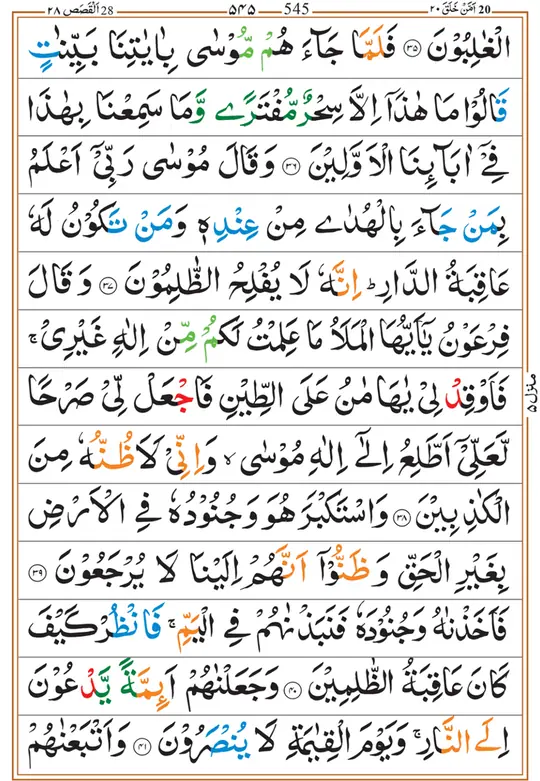 20 اَمَّنْ خَلَقَ ۲۰ 545 ۵۴۵ 28 اَلْقَصَص ۲۸
الْغٰلِبُوْنَ ۝۳۵ فَلَمَّا جَآءَ هُمْ مُّوْسٰى بِاٰيٰتِنَا بَيِّنٰتٍ
قَالُوْا مَا هٰذَآ اِلَّا سِحْرٌ مُّفْتَرًى وَّمَا سَمِعْنَا بِهٰذَا
فِىْٓ اٰبَآئِنَا الْاَوَّلِيْنَ ۝۳۶ وَقَالَ مُوْسٰى رَبِّىْٓ اَعْلَمُ
بِمَنْ جَآءَ بِالْهُدٰى مِنْ عِنْدِهٖ وَمَنْ تَكُوْنُ لَهٗ
عَاقِبَةُ الدَّارِ ؕ اِنَّهٗ لَا يُفْلِحُ الظّٰلِمُوْنَ ۝۳۷ وَقَالَ
فِرْعَوْنُ يٰٓاَيُّهَا الْمَلَاُ مَا عَلِمْتُ لَكُمْ مِّنْ اِلٰهٍ غَيْرِىْ ۚ
فَاَوْقِدْ لِىْ يٰهَامٰنُ عَلَى الطِّيْنِ فَاجْعَلْ لِّىْ صَرْحًا
لَّعَلِّىْٓ اَطَّلِعُ اِلٰٓى اِلٰهِ مُوْسٰى ۙ وَاِنِّىْ لَاَظُنُّهٗ مِنَ
الْكٰذِبِيْنَ ۝۳۸ وَاسْتَكْبَرَ هُوَ وَجُنُوْدُهٗ فِى الْاَرْضِ
بِغَيْرِ الْحَقِّ وَظَنُّوْۤا اَنَّهُمْ اِلَيْنَا لَا يُرْجَعُوْنَ ۝۳۹
فَاَخَذْنٰهُ وَجُنُوْدَهٗ فَنَبَذْنٰهُمْ فِى الْيَمِّ ۚ فَانْظُرْ كَيْفَ
كَانَ عَاقِبَةُ الظّٰلِمِيْنَ ۝۴۰ وَجَعَلْنٰهُمْ اَئِمَّةً يَّدْعُوْنَ
اِلَى النَّارِ ۚ وَيَوْمَ الْقِيٰمَةِ لَا يُنْصَرُوْنَ ۝۴۱ وَاَتْبَعْنٰهُمْ
منزل ۵